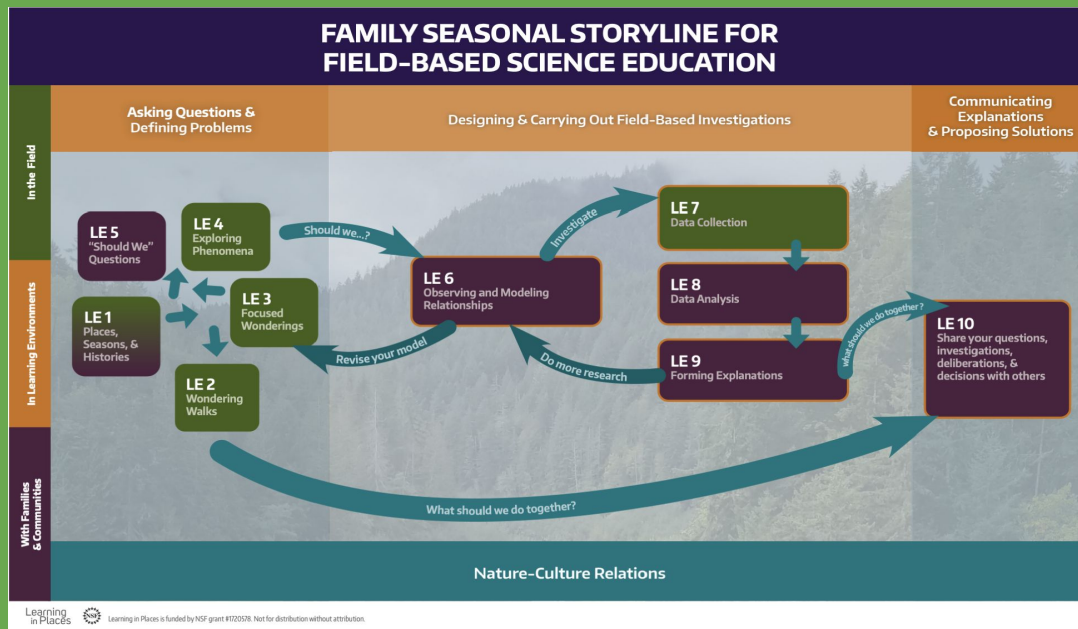 FAMILY SEASONAL STORYLINE FOR
FIELD-BASED SCIENCE EDUCATION
Asking Questions &
Defining Problems
Designing & Carrying Out Field-Based Investigations
Communicating
Explanations
& Proposing Solutions
In the Field
In Learning Environments
With Families
& Communities
LE 5
"Should We"
Questions
LE 4
Exploring
Phenomena
LE 1
Places,
Seasons, &
Histories
LE 3
Focused
Wonderings
LE 2
Wondering
Walks
Should we...?
LE 6
Observing and Modeling
Relationships
Revise your model
Investigate
LE 7
Data Collection
LE 8
Data Analysis
LE 9
Forming Explanations
Do more research
What should we do together?
LE 10
Share your questions,
investigations,
deliberations, &
decisions with others
What should we do together?
Nature-Culture Relations
Learning
in Places
NSF
Learning in Places is funded by NSF grant #1720578. Not for distribution without attribution.